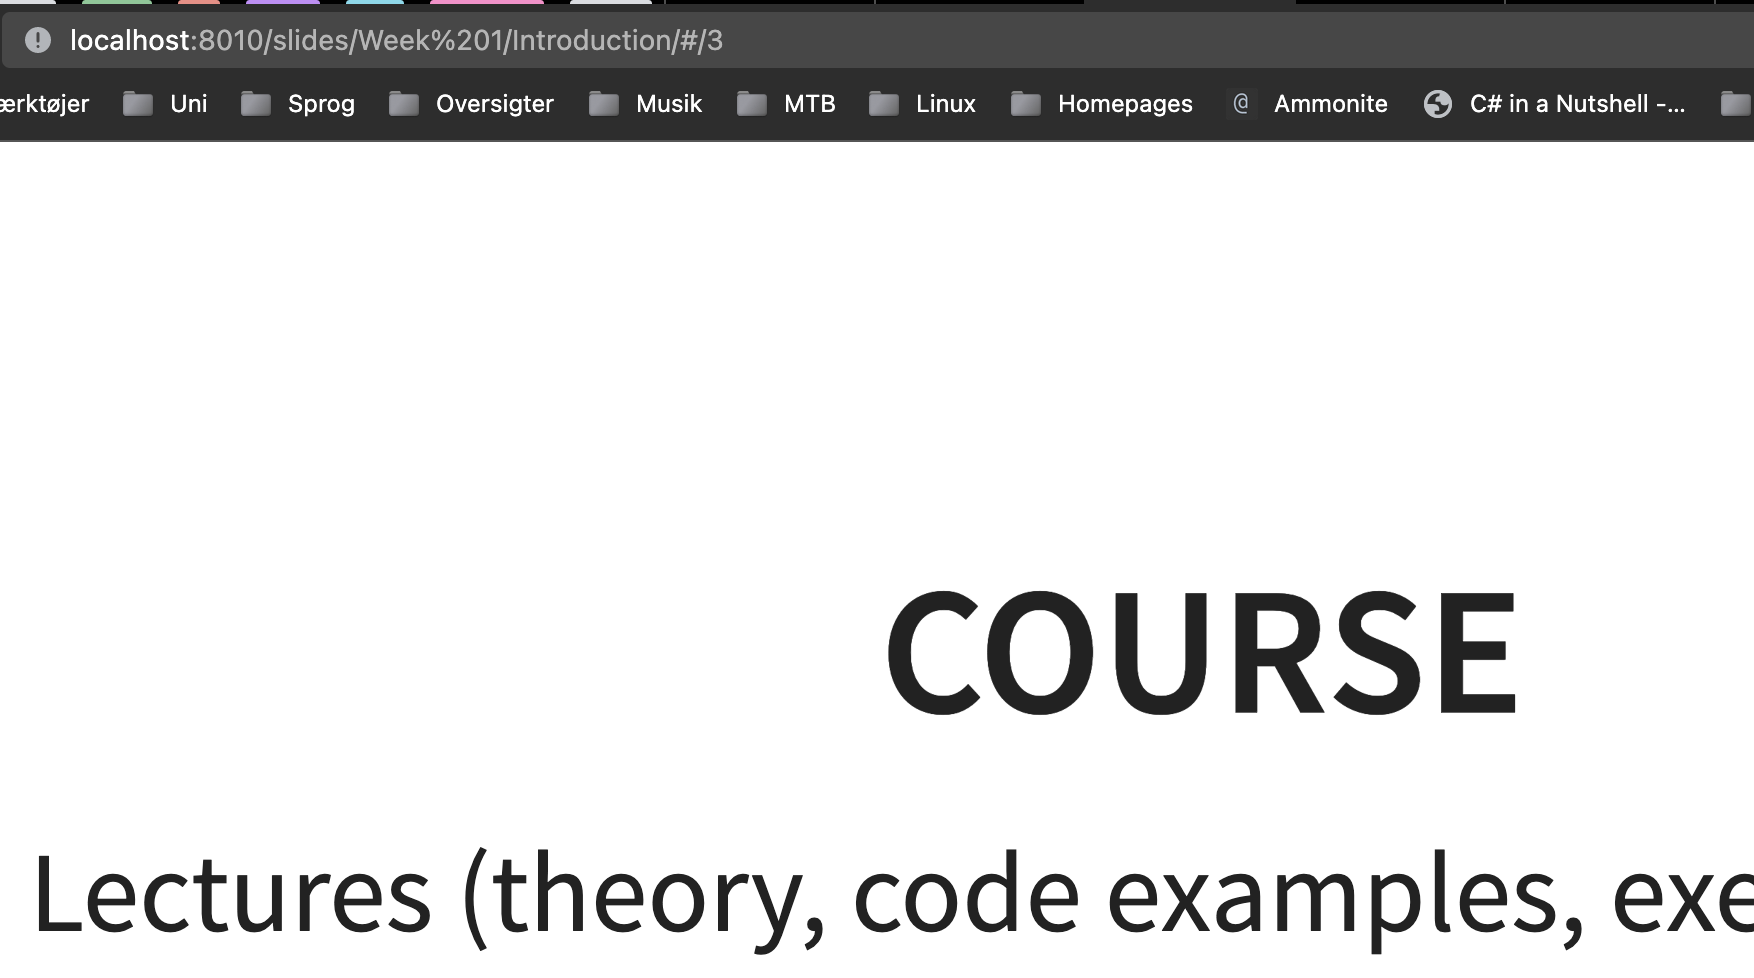 localhost:8010/slides/Week%201/Introduction/#/3
ærktøjer Uni Sprog Oversigter Musik MTB Linux Homepages @ Ammonite C# in a Nutshell -...
COURSE
Lectures (theory, code examples, exe